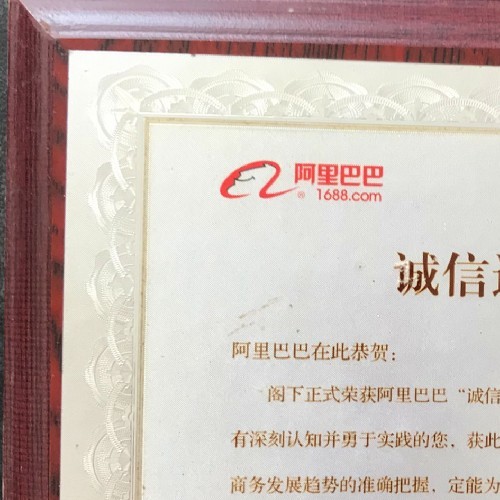 阿里巴巴
® 1688.com
诚信
阿里巴巴在此恭贺：
阁下正式荣获阿里巴巴“诚信
有深刻认知并勇于实践的您，获此
商务发展趋势的准确把握，定能为